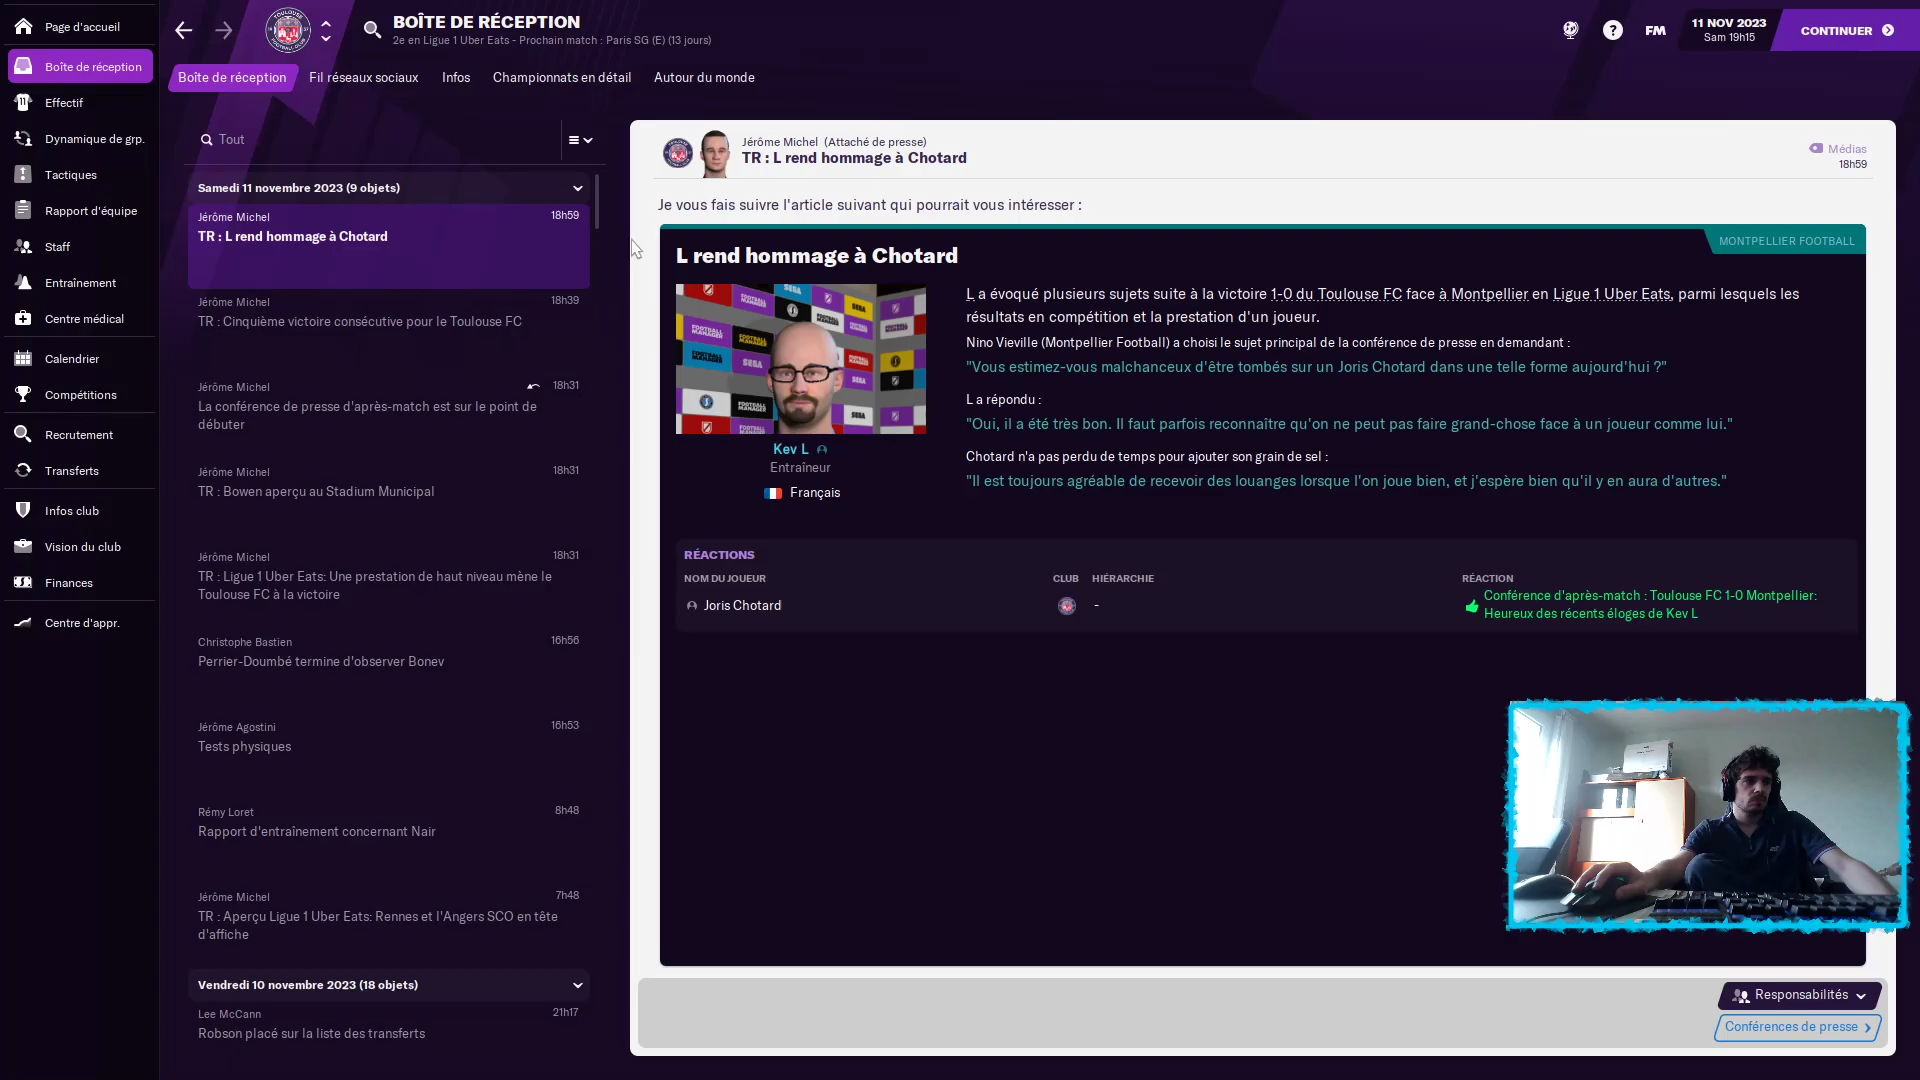 Page d'accueil
Boîte de réception
Effectif
Dynamique de grp.
Tactiques
Rapport d'équipe
Staff
Entraînement
Centre médical
Calendrier
Compétitions
Recrutement
Transferts
Infos club
Vision du club
Finances
Centre d'appr.
BOÎTE DE RÉCEPTION
2e en Ligue 1 Uber Eats - Prochain match : Paris SG (E) (13 jours)
FM
11 NOV 2023
Sam 19h15
CONTINUER
Boîte de réception
Fil réseaux sociaux
Infos
Championnats en détail
Autour du monde
Tout
Samedi 11 novembre 2023 (9 objets)
Jérôme Michel 18h59
TR : L rend hommage à Chotard
Jérôme Michel 18h39
TR : Cinquième victoire consécutive pour le Toulouse FC
Jérôme Michel 18h31
La conférence de presse d'après-match est sur le point de
débuter
Jérôme Michel 18h31
TR : Bowen aperçu au Stadium Municipal
Jérôme Michel 18h31
TR : Ligue 1 Uber Eats: Une prestation de haut niveau mène le
Toulouse FC à la victoire
Christophe Bastien 16h56
Perrier-Doumbé termine d'observer Bonev
Jérôme Agostini 16h53
Tests physiques
Rémy Loret 8h48
Rapport d'entraînement concernant Nair
Jérôme Michel 7h48
TR : Aperçu Ligue 1 Uber Eats: Rennes et l'Angers SCO en tête
d'affiche
Vendredi 10 novembre 2023 (18 objets)
Lee McCann 21h17
Robson placé sur la liste des transferts
Jérôme Michel (Attaché de presse)
TR : L rend hommage à Chotard
Médias
18h59
Je vous fais suivre l'article suivant qui pourrait vous intéresser :
MONTPELLIER FOOTBALL
L rend hommage à Chotard
Kev L
Entraîneur
Français
L a évoqué plusieurs sujets suite à la victoire 1-0 du Toulouse FC face à Montpellier en Ligue 1 Uber Eats, parmi lesquels les
résultats en compétition et la prestation d'un joueur.
Nino Vieville (Montpellier Football) a choisi le sujet principal de la conférence de presse en demandant :
"Vous estimez-vous malchanceux d'être tombés sur un Joris Chotard dans une telle forme aujourd'hui ?"
L a répondu :
"Oui, il a été très bon. Il faut parfois reconnaître qu'on ne peut pas faire grand-chose face à un joueur comme lui."
Chotard n'a pas perdu de temps pour ajouter son grain de sel :
"Il est toujours agréable de recevoir des louanges lorsque l'on joue bien, et j'espère bien qu'il y en aura d'autres."
RÉACTIONS
NOM DU JOUEUR CLUB HIÉRARCHIE RÉACTION
Joris Chotard - Conférence d'après-match : Toulouse FC 1-0 Montpellier:
Heureux des récents éloges de Kev L
Responsabilités
Conférences de presse